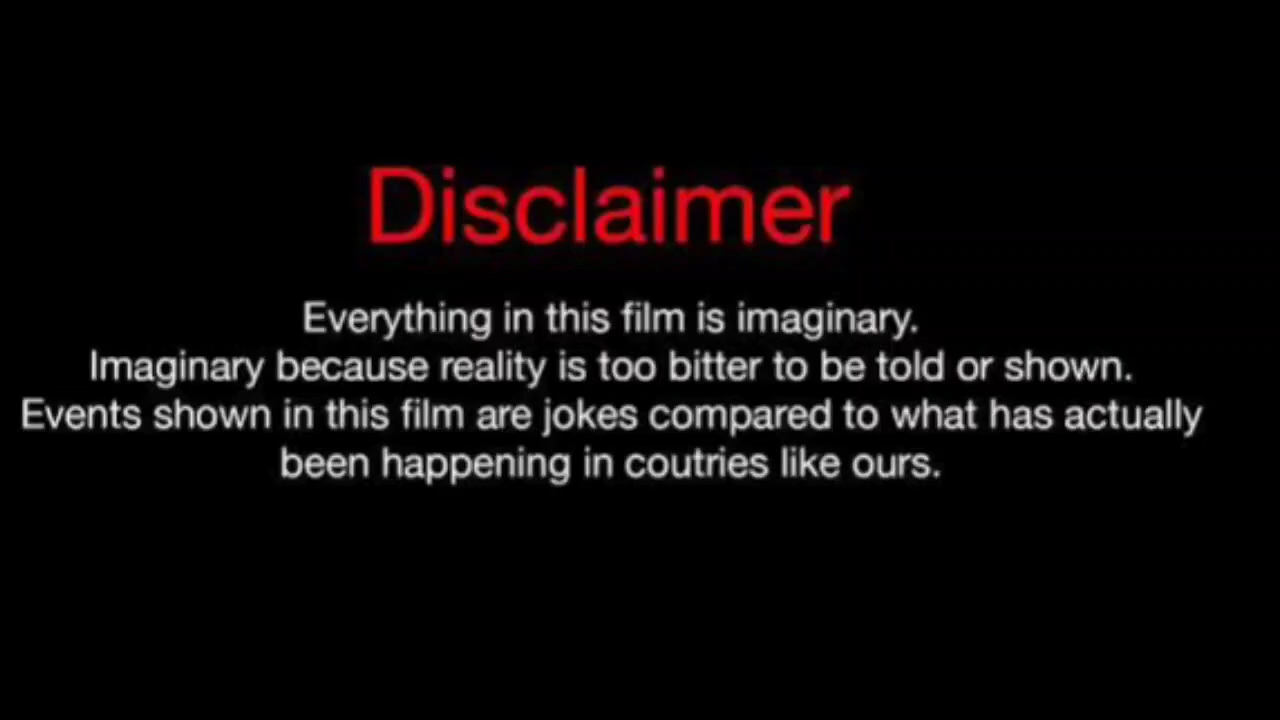 Disclaimer
Everything in this film is imaginary.
Imaginary because reality is too bitter to be told or shown.
Events shown in this film are jokes compared to what has actually
been happening in coutries like ours.